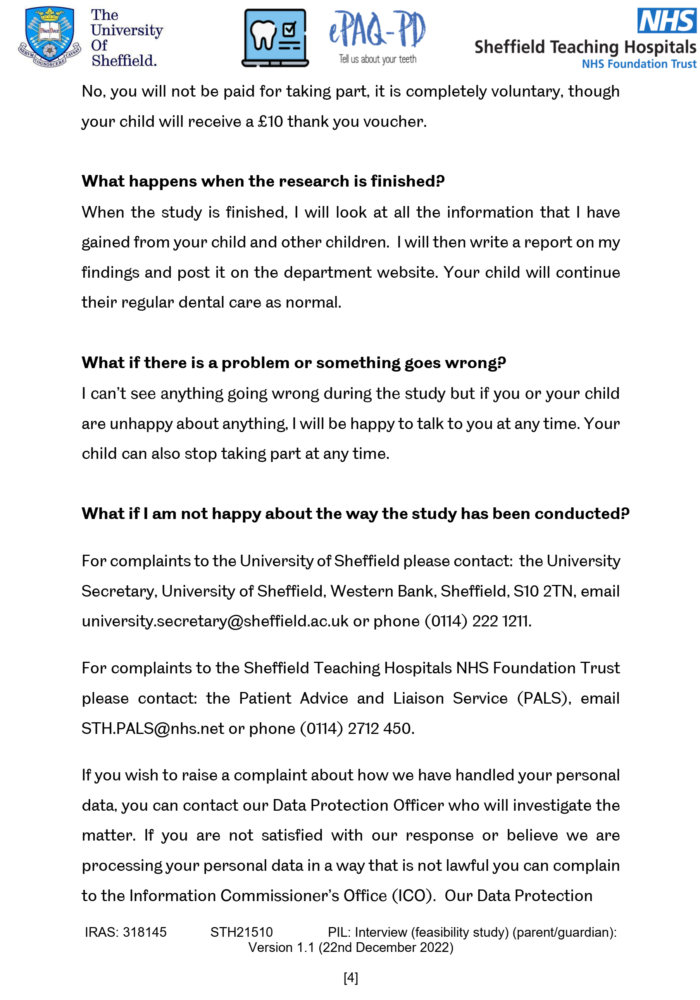 The
University
Of
Sheffield.
Disce Doce
RERVM COGNOSCERE CAVSAS
ePAQ-PD
Tell us about your teeth
NHS
Sheffield Teaching Hospitals
NHS Foundation Trust
No, you will not be paid for taking part, it is completely voluntary, though
your child will receive a £10 thank you voucher.
What happens when the research is finished?
When the study is finished, I will look at all the information that I have
gained from your child and other children. I will then write a report on my
findings and post it on the department website. Your child will continue
their regular dental care as normal.
What if there is a problem or something goes wrong?
I can’t see anything going wrong during the study but if you or your child
are unhappy about anything, I will be happy to talk to you at any time. Your
child can also stop taking part at any time.
What if I am not happy about the way the study has been conducted?
For complaints to the University of Sheffield please contact: the University
Secretary, University of Sheffield, Western Bank, Sheffield, S10 2TN, email
university.secretary@sheffield.ac.uk or phone (0114) 222 1211.
For complaints to the Sheffield Teaching Hospitals NHS Foundation Trust
please contact: the Patient Advice and Liaison Service (PALS), email
STH.PALS@nhs.net or phone (0114) 2712 450.
If you wish to raise a complaint about how we have handled your personal
data, you can contact our Data Protection Officer who will investigate the
matter. If you are not satisfied with our response or believe we are
processing your personal data in a way that is not lawful you can complain
to the Information Commissioner’s Office (ICO). Our Data Protection
IRAS: 318145 STH21510 PIL: Interview (feasibility study) (parent/guardian):
Version 1.1 (22nd December 2022)
[4]